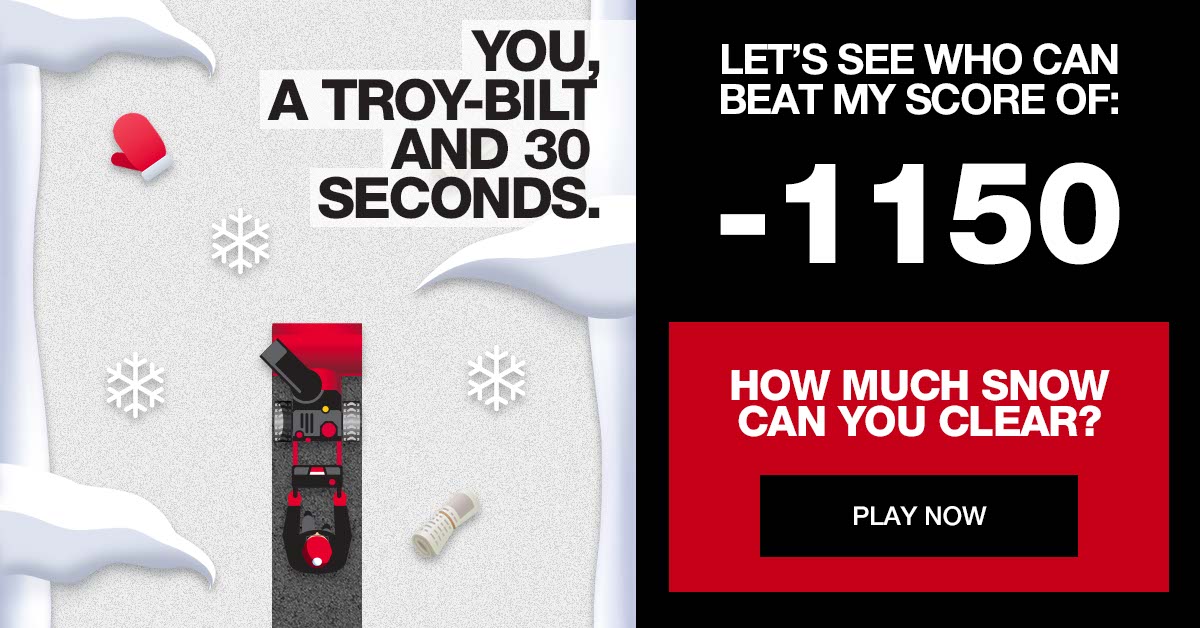 YOU,
A TROY-BILT
AND 30
SECONDS.
LET'S SEE WHO CAN
BEAT MY SCORE OF:
-1150
HOW MUCH SNOW
CAN YOU CLEAR?
PLAY NOW